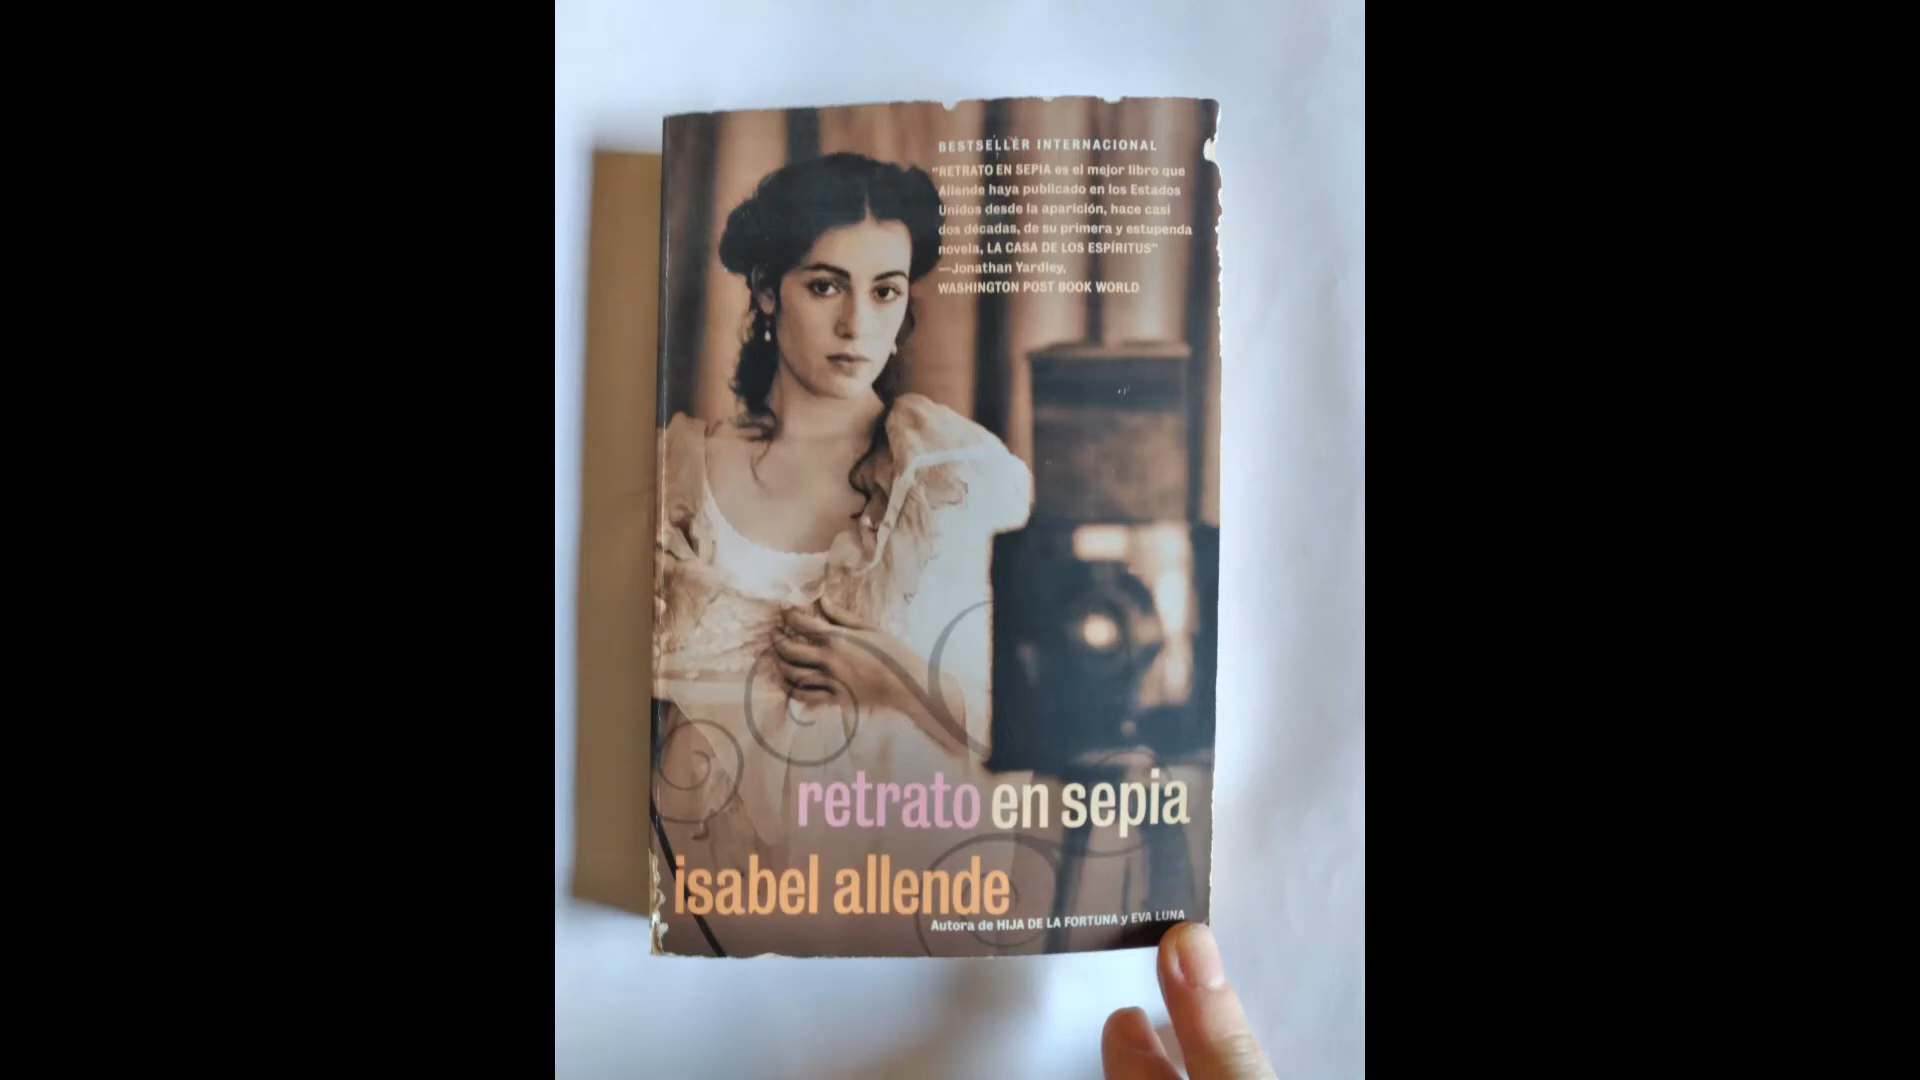 BESTSELLER INTERNACIONAL
"RETRATO EN SEPIA es el mejor libro que
Allende haya publicado en los Estados
Unidos desde la aparición, hace casi
dos décadas, de su primera y estupenda
novela, LA CASA DE LOS ESPÍRITUS"
—Jonathan Yardley,
WASHINGTON POST BOOK WORLD
retrato en sepia
isabel allende
Autora de HIJA DE LA FORTUNA y EVA LUNA